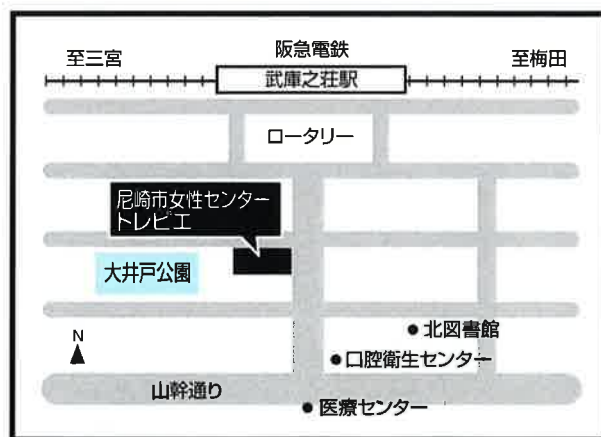 阪急電鉄
至三宮
至梅田
武庫之荘駅
ロータリー
尼崎市女性センター
トレピエ
大井戸公園
北図書館
N
口腔衛生センター
山幹通り
医療センター